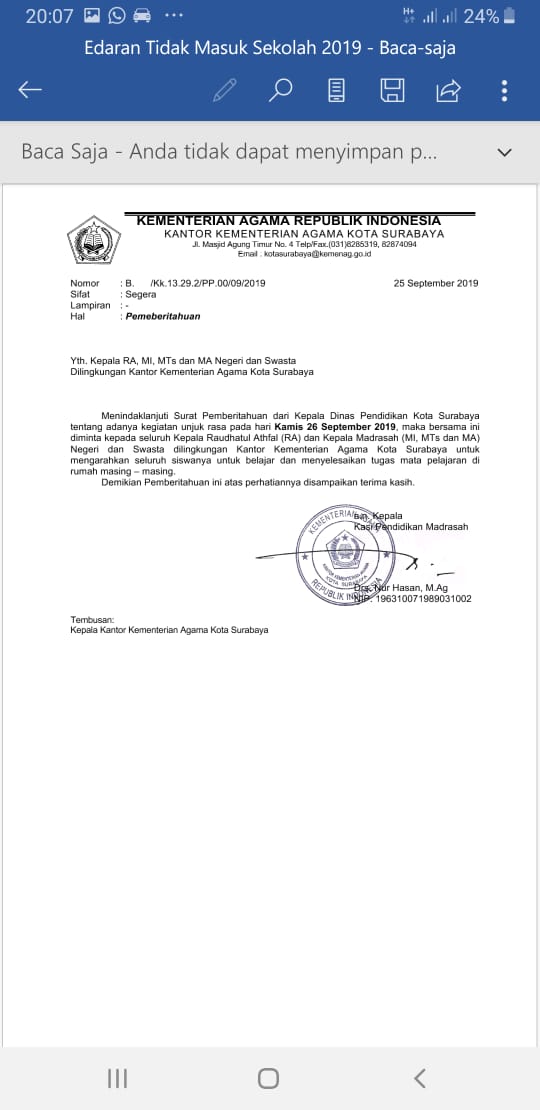 20:07 H+ 24%
Edaran Tidak Masuk Sekolah 2019 - Baca-saja
Baca Saja - Anda tidak dapat menyimpan p...
KEMENTERIAN AGAMA REPUBLIK INDONESIA
KANTOR KEMENTERIAN AGAMA KOTA SURABAYA
Jl. Masjid Agung Timur No. 4 Telp/Fax.(031)8285319, 82874094
Email : kotasurabaya@kemenag.go.id
Nomor : B. /Kk.13.29.2/PP.00/09/2019 25 September 2019
Sifat : Segera
Lampiran : -
Hal : Pemeberitahuan
Yth. Kepala RA, MI, MTs dan MA Negeri dan Swasta
Dilingkungan Kantor Kementerian Agama Kota Surabaya
Menindaklanjuti Surat Pemberitahuan dari Kepala Dinas Pendidikan Kota Surabaya
tentang adanya kegiatan unjuk rasa pada hari Kamis 26 September 2019, maka bersama ini
diminta kepada seluruh Kepala Raudhatul Athfal (RA) dan Kepala Madrasah (MI, MTs dan MA)
Negeri dan Swasta dilingkungan Kantor Kementerian Agama Kota Surabaya untuk
mengarahkan seluruh siswanya untuk belajar dan menyelesaikan tugas mata pelajaran di
rumah masing – masing.
Demikian Pemberitahuan ini atas perhatiannya disampaikan terima kasih.
a.n. Kepala
Kasi Pendidikan Madrasah
KEMENTERIAN AGAMA
KANTOR KEMENTERIAN AGAMA
KOTA SURABAYA
REPUBLIK INDONESIA
Drs. Nur Hasan, M.Ag
NIP. 196310071989031002
Tembusan:
Kepala Kantor Kementerian Agama Kota Surabaya